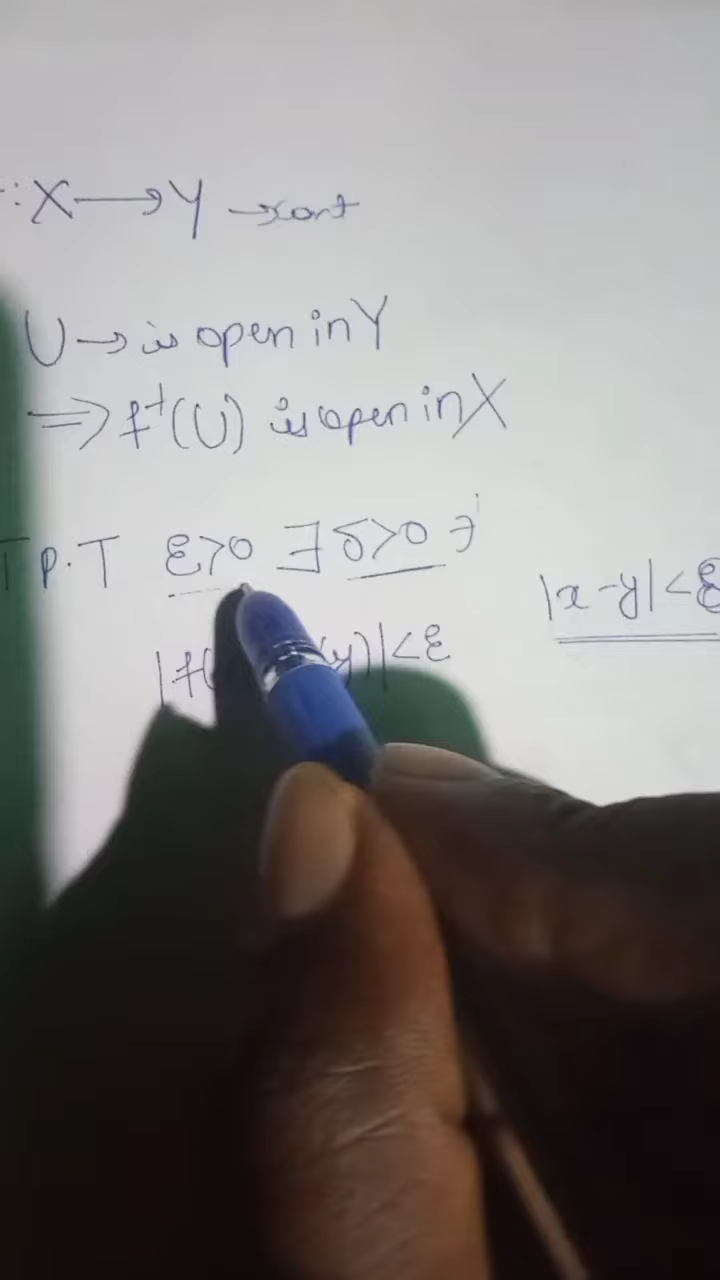 : X → Y → cont
U → is open in Y
⇒ f⁻¹(U) is open in X
T P.T ε>0 ∃ δ>0 ∋
|x-y|<ε
|f( y)|<ε